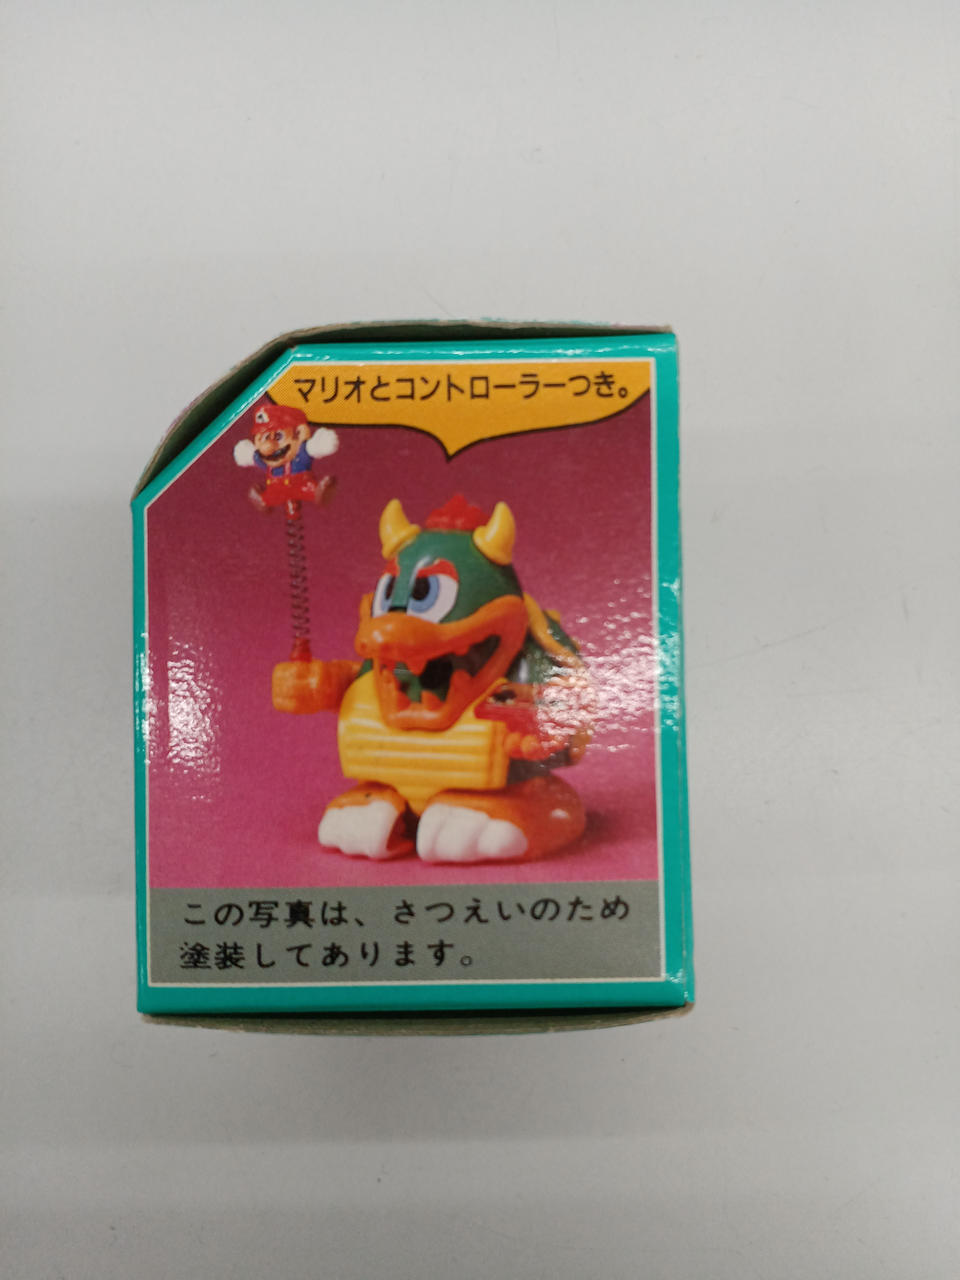 マリオとコントローラーつき。
この写真は、さつえいのため
塗装してあります。